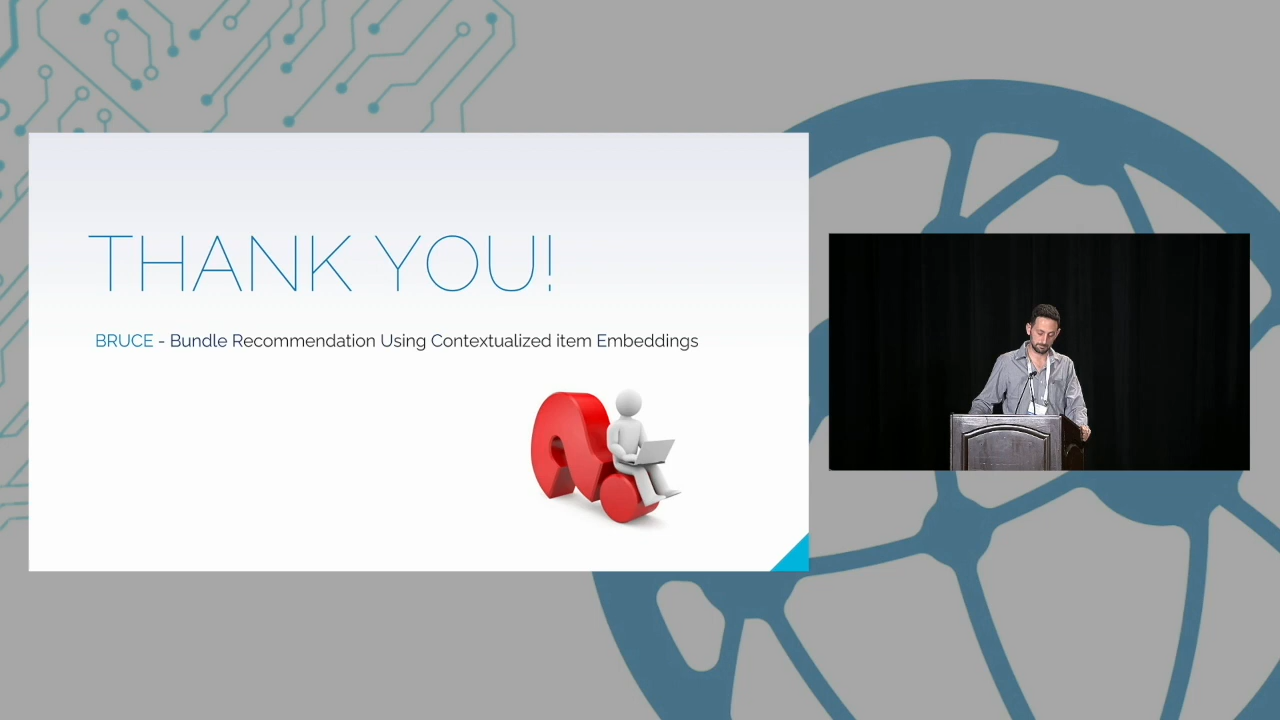 THANK YOU!
BRUCE - Bundle Recommendation Using Contextualized item Embeddings